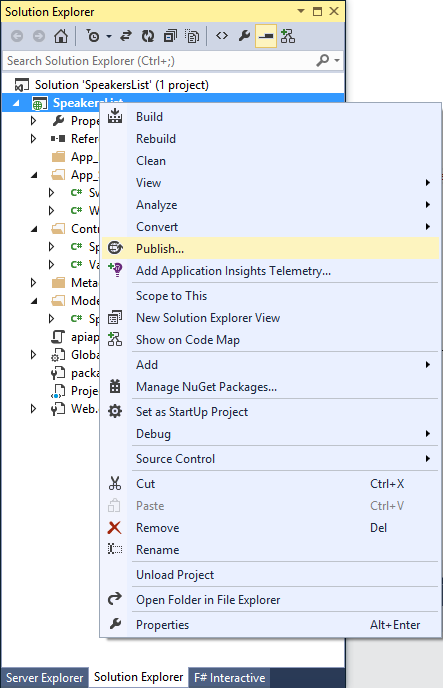 Solution Explorer
Search Solution Explorer (Ctrl+;)
Solution 'SpeakersList' (1 project)
SpeakersList
Build
Prope
Rebuild
Refere
Clean
App_
View
App_
Analyze
Sw
W
Convert
Contr
Publish...
Sp
Va
Add Application Insights Telemetry...
Meta
Scope to This
Mode
New Solution Explorer View
Sp
Show on Code Map
apiap
Globa
Add
packa
Manage NuGet Packages...
Proje
Web.
Set as StartUp Project
Debug
Source Control
Cut Ctrl+X
Paste Ctrl+V
Remove Del
Rename
Unload Project
Open Folder in File Explorer
Properties Alt+Enter
Server Explorer Solution Explorer F# Interactive